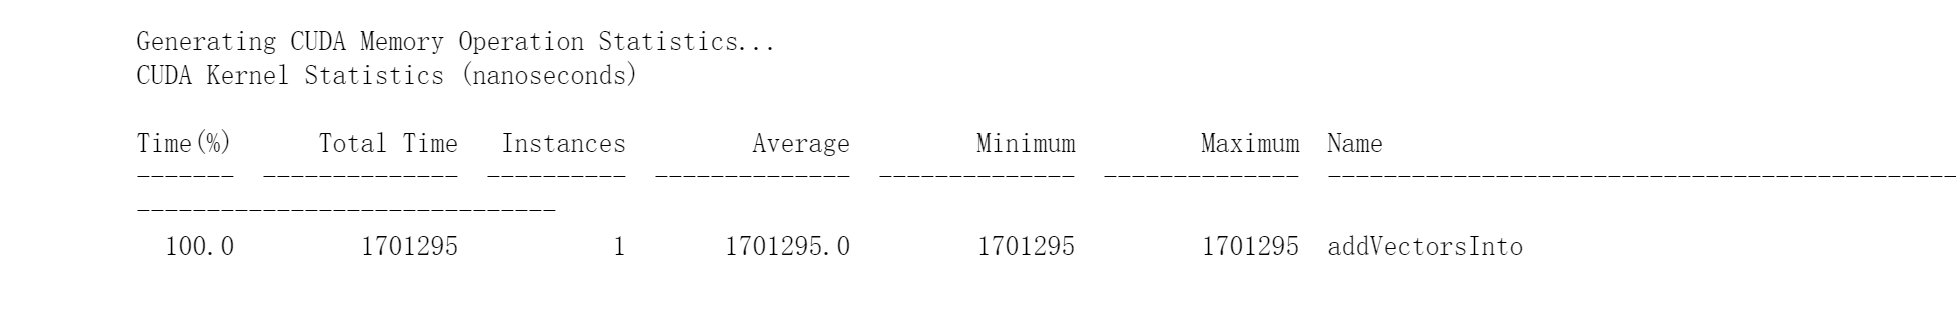 Generating CUDA Memory Operation Statistics...
CUDA Kernel Statistics (nanoseconds)
Time(%) Total Time Instances Average Minimum Maximum Name
------- -------------- ---------- -------------- -------------- -------------- ---------------------------------------------
------------------------------
100.0 1701295 1 1701295.0 1701295 1701295 addVectorsInto